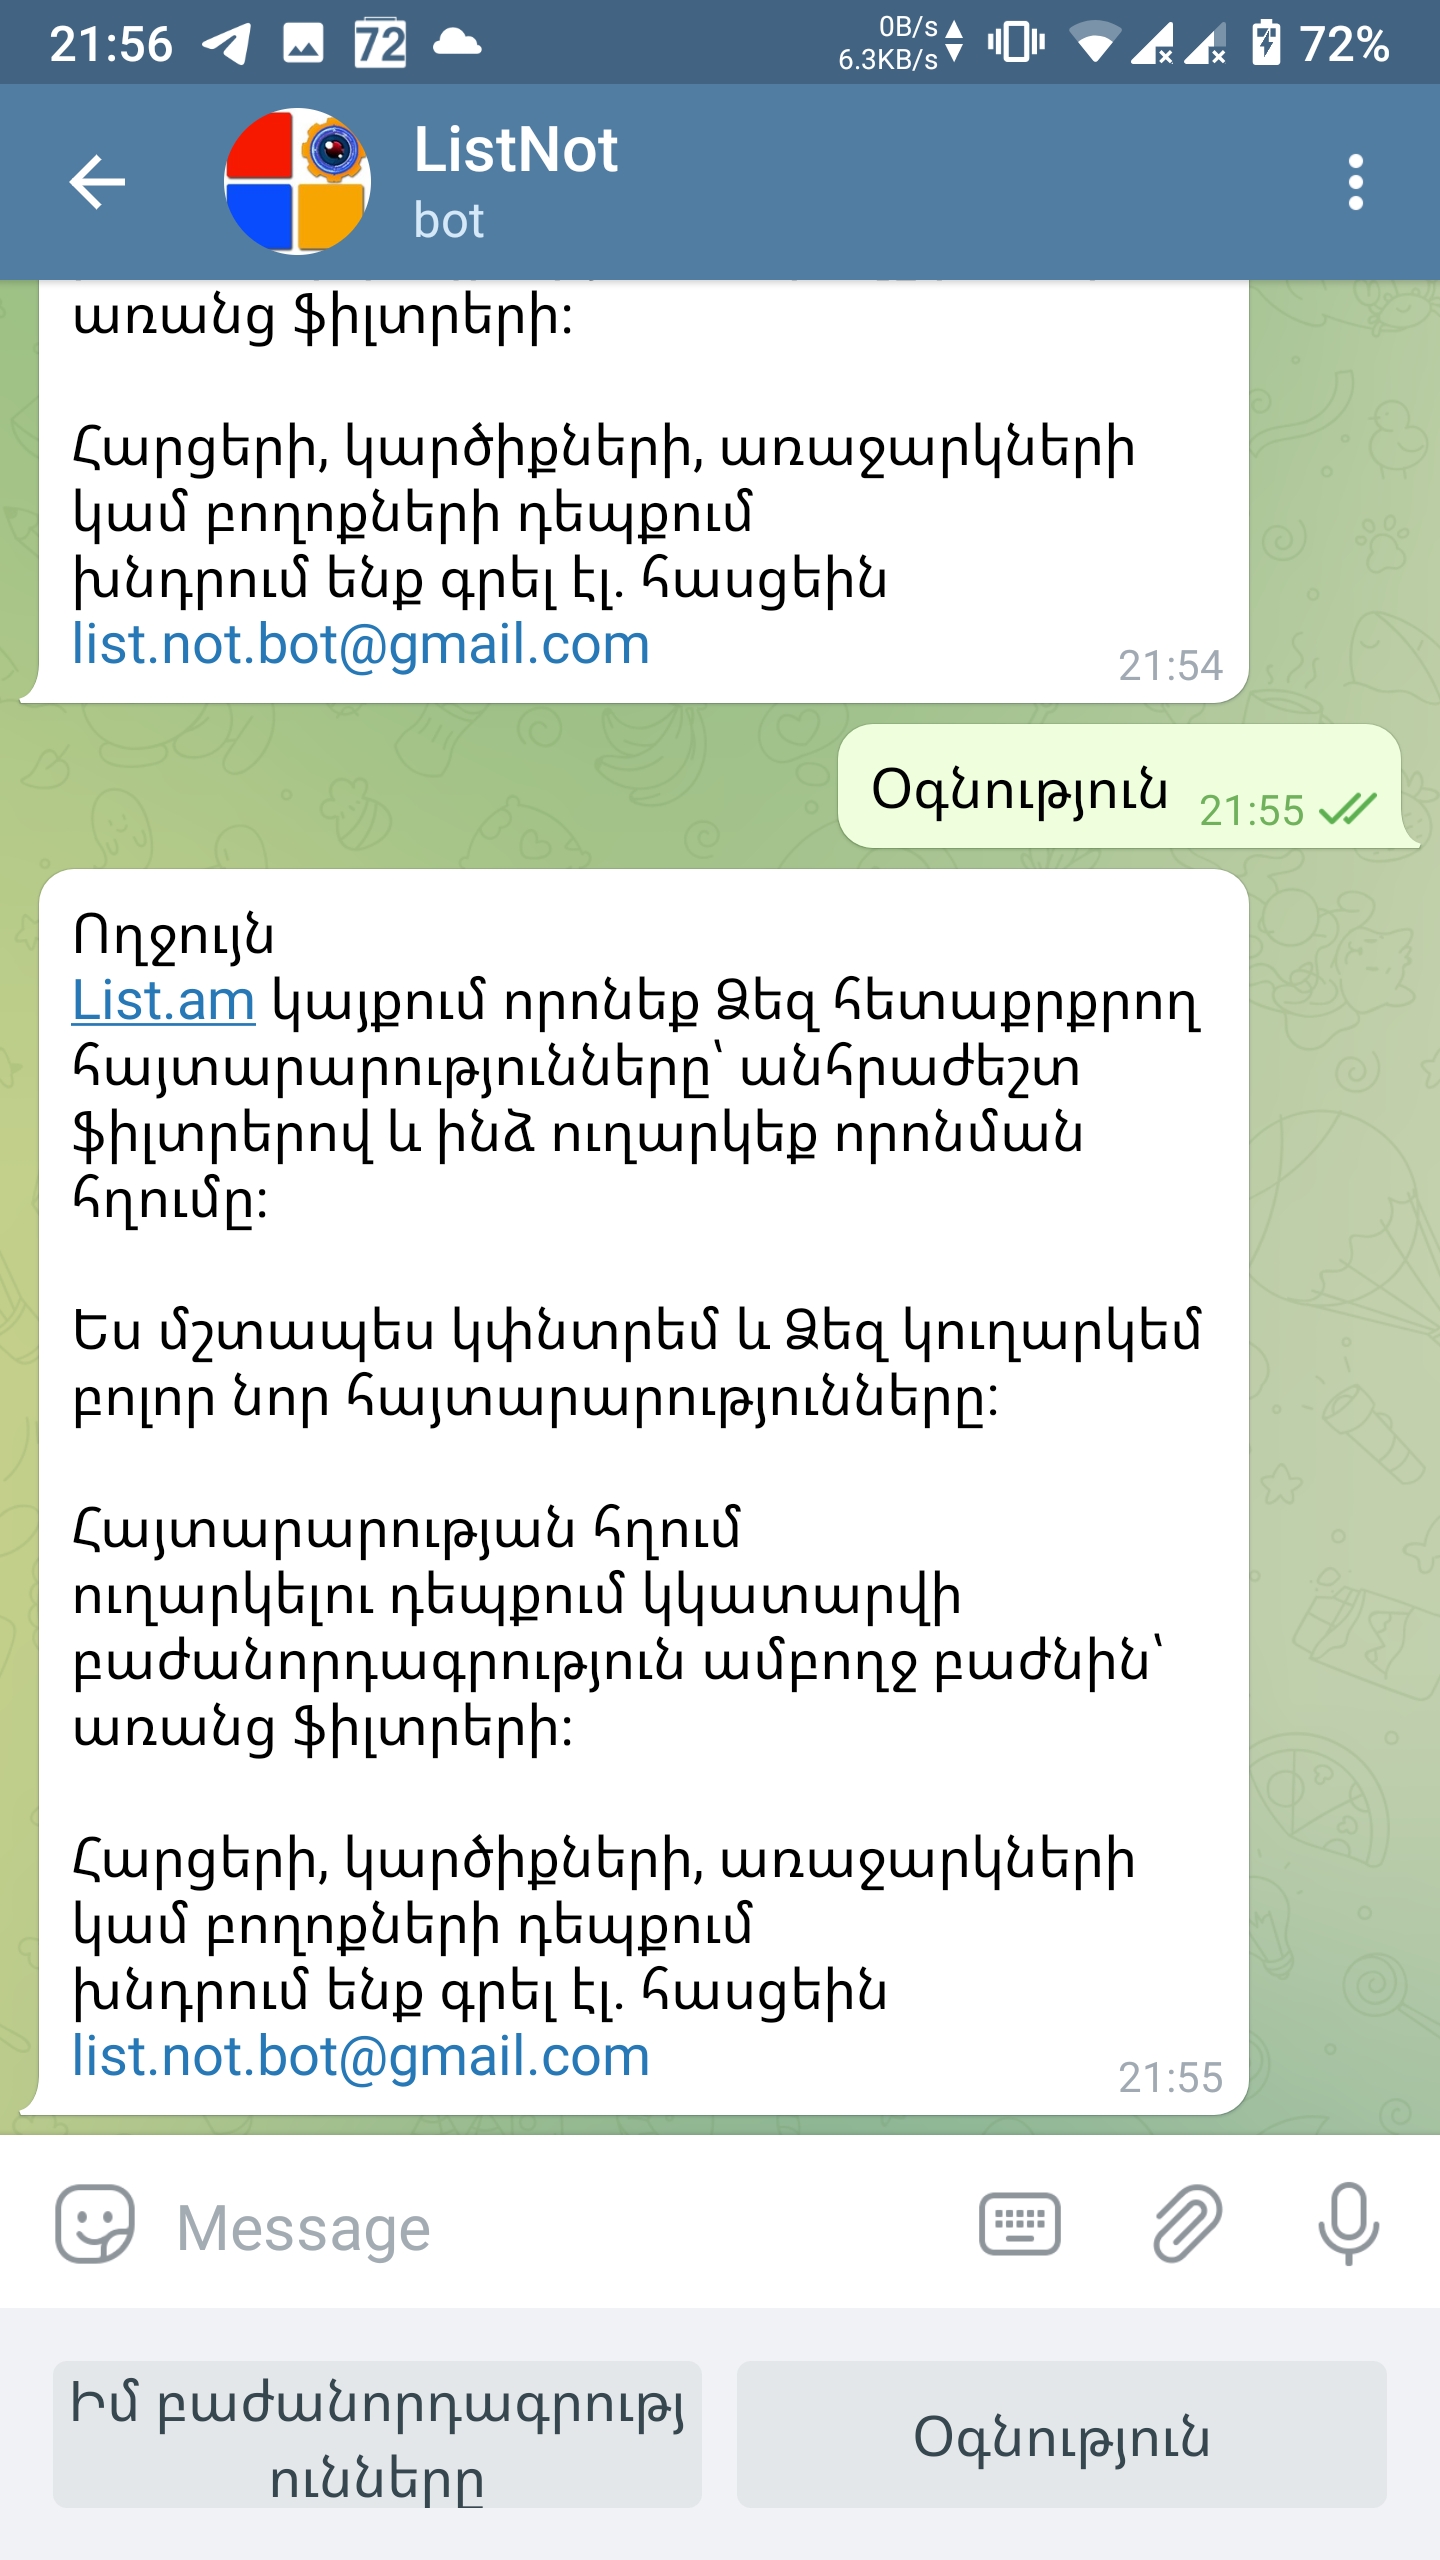 21:56
72
0B/s
6.3KB/s
72%
ListNot
bot
առանց ֆիլտրերի:
Հարցերի, կարծիքների, առաջարկների
կամ բողոքների դեպքում
խնդրում ենք գրել էլ. հասցեին
list.not.bot@gmail.com
21:54
Օգնություն
21:55
Ողջույն
List.am կայքում որոնեք Ձեզ հետաքրքրող
հայտարարությունները՝ անհրաժեշտ
ֆիլտրերով և ինձ ուղարկեք որոնման
հղումը:
Ես մշտապես կփնտրեմ և Ձեզ կուղարկեմ
բոլոր նոր հայտարարությունները:
Հայտարարության հղում
ուղարկելու դեպքում կկատարվի
բաժանորդագրություն ամբողջ բաժնին՝
առանց ֆիլտրերի:
Հարցերի, կարծիքների, առաջարկների
կամ բողոքների դեպքում
խնդրում ենք գրել էլ. հասցեին
list.not.bot@gmail.com
21:55
Message
Իմ բաժանորդագրությ
ունները
Օգնություն